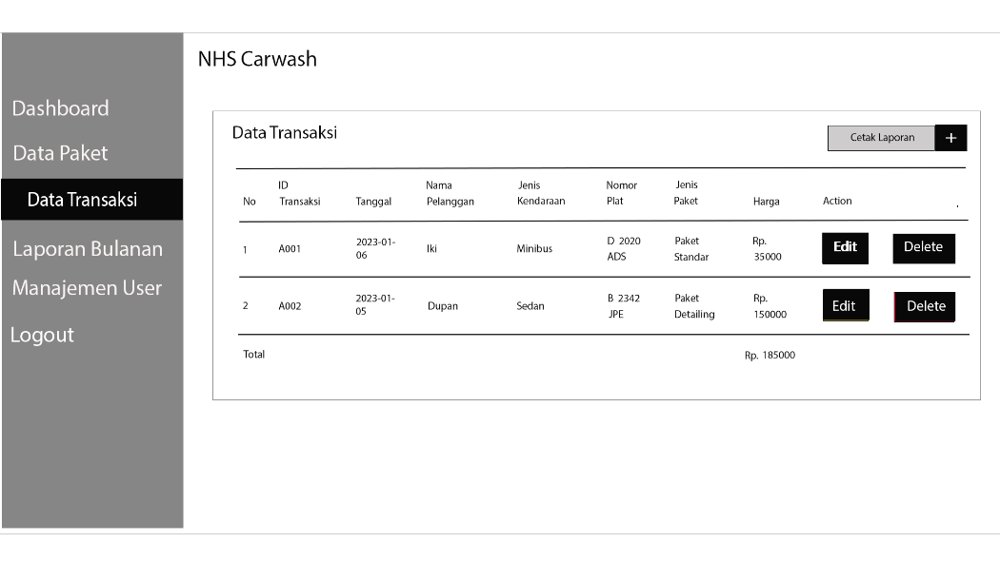 NHS Carwash
Dashboard
Data Paket
Data Transaksi
Laporan Bulanan
Manajemen User
Logout
Data Transaksi
Cetak Laporan +
No ID Transaksi Tanggal Nama Pelanggan Jenis Kendaraan Nomor Plat Jenis Paket Harga Action
1 A001 2023-01-06 Iki Minibus D 2020 ADS Paket Standar Rp. 35000 Edit Delete
2 A002 2023-01-05 Dupan Sedan B 2342 JPE Paket Detailing Rp. 150000 Edit Delete
Total Rp. 185000